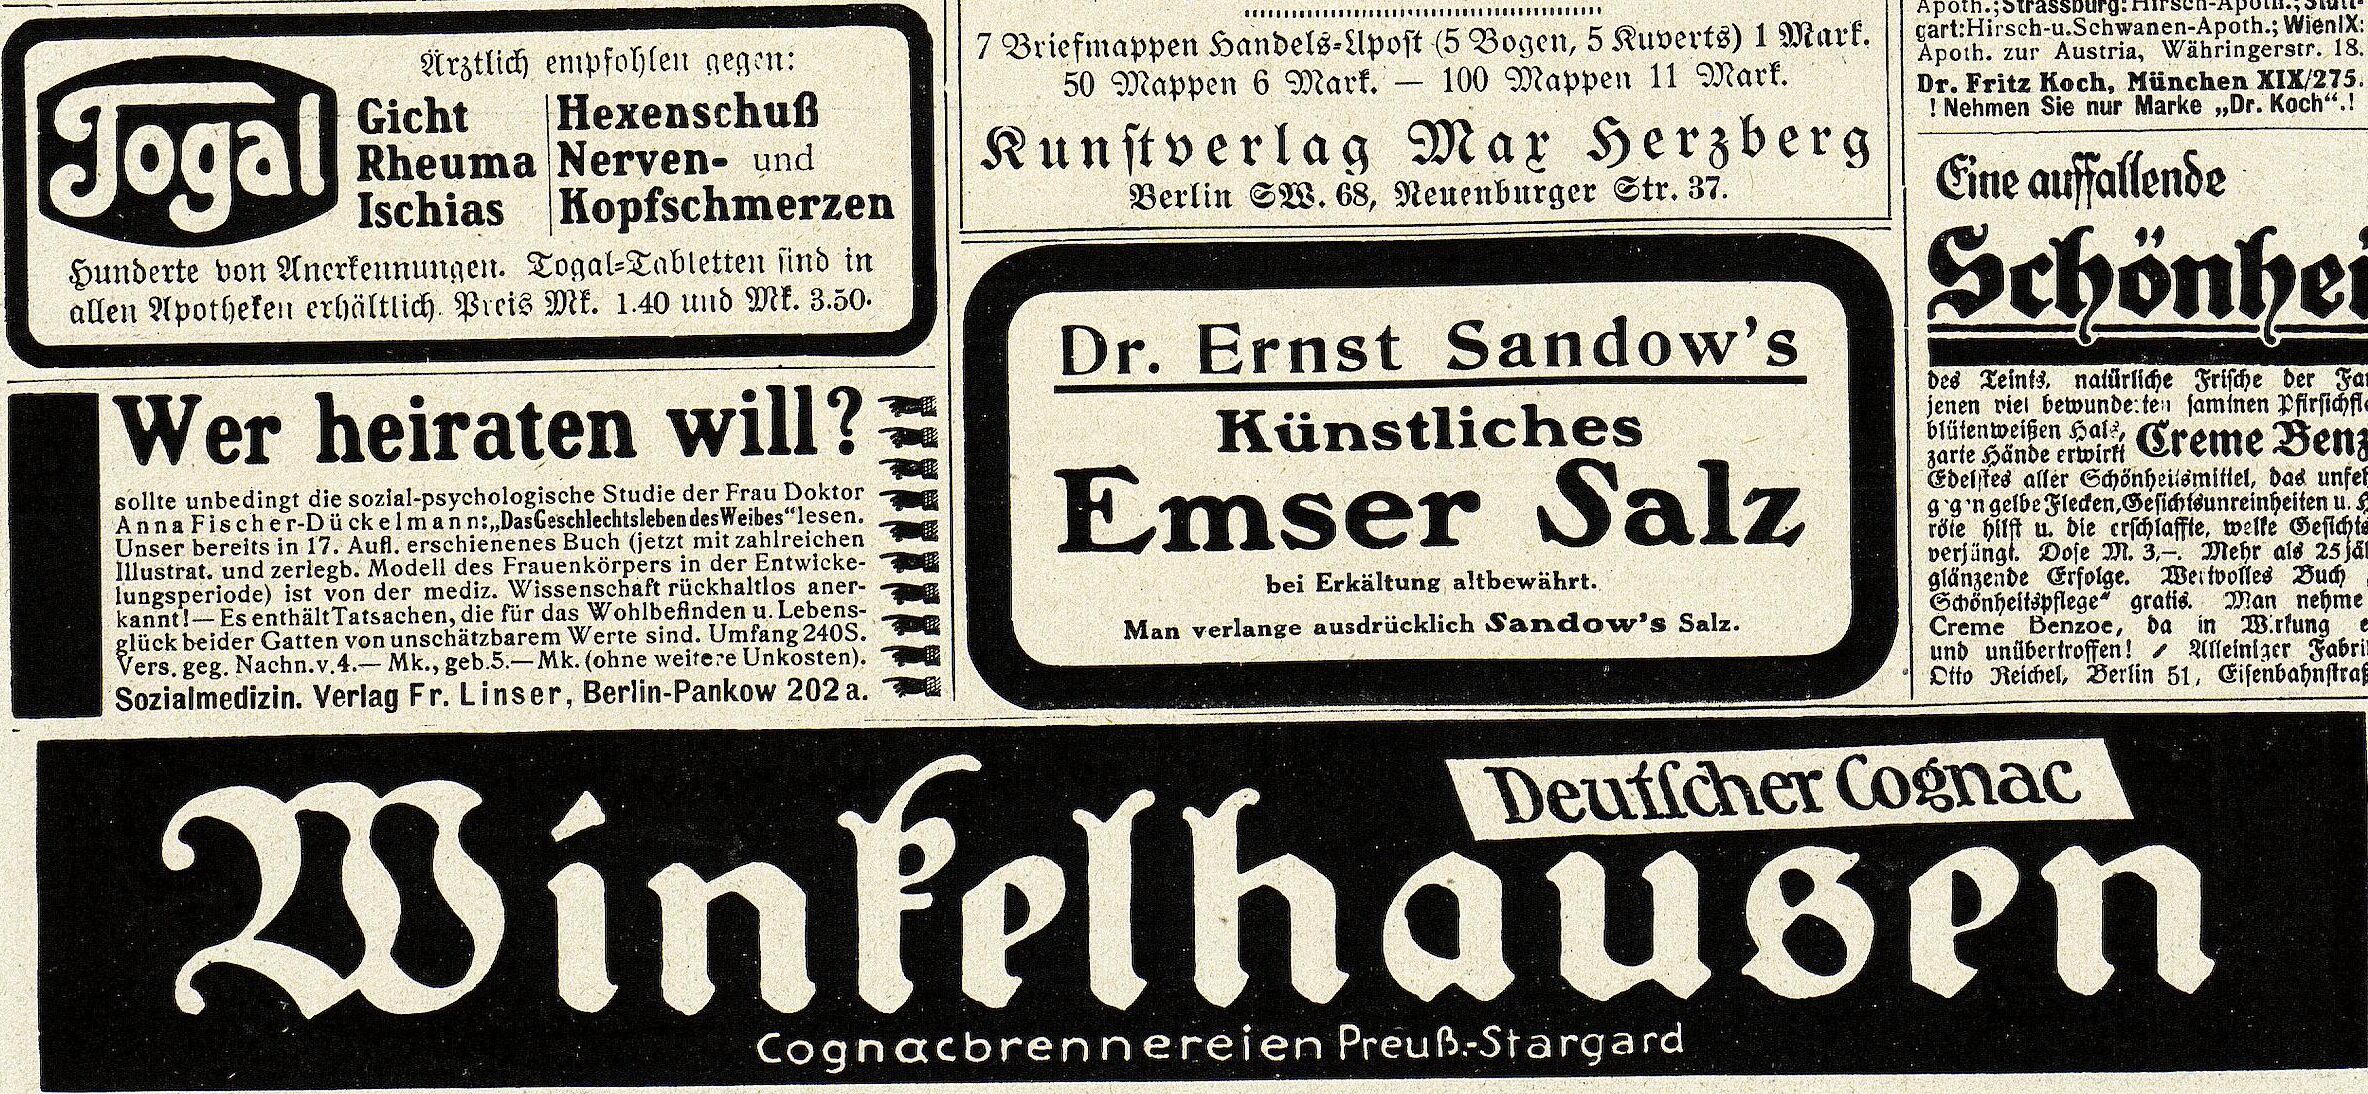 Togal
Ärztlich empfohlen gegen:
Gicht
Rheuma
Ischias
Hexenschuß
Nerven- und
Kopfschmerzen
Hunderte von Anerkennungen. Togal-Tabletten sind in
allen Apotheken erhältlich. Preis Mk. 1.40 und Mk. 3.50.
Wer heiraten will?
sollte unbedingt die sozial-psychologische Studie der Frau Doktor
Anna Fischer-Dückelmann: „Das Geschlechtsleben des Weibes“ lesen.
Unser bereits in 17. Aufl. erschienenes Buch (jetzt mit zahlreichen
Illustrat. und zerlegb. Modell des Frauenkörpers in der Entwicke-
lungsperiode) ist von der mediz. Wissenschaft rückhaltlos aner-
kannt! — Es enthält Tatsachen, die für das Wohlbefinden u. Lebens-
glück beider Gatten von unschätzbarem Werte sind. Umfang 240 S.
Vers. geg. Nachn. v. 4.— Mk., geb. 5.— Mk. (ohne weitere Unkosten).
Sozialmedizin. Verlag Fr. Linser, Berlin-Pankow 202 a.
7 Briefmappen Handels-Apost (5 Bogen, 5 Kuverts) 1 Mark.
50 Mappen 6 Mark. — 100 Mappen 11 Mark.
Kunstverlag Max Herzberg
Berlin SW. 68, Neuenburger Str. 37.
Dr. Ernst Sandow's
Künstliches
Emser Salz
bei Erkältung altbewährt.
Man verlange ausdrücklich Sandow's Salz.
Apoth.; Strassburg: Hirsch-Apoth.; Stutt-
gart: Hirsch-u. Schwanen-Apoth.; Wien IX:
Apoth. zur Austria, Währingerstr. 18.
Dr. Fritz Koch, München XIX/275.
! Nehmen Sie nur Marke „Dr. Koch“.!
Eine auffallende
Schönhei
des Teints, natürliche Frische der
jenen viel bewunderten samtnen
blütenweißen Hals,
zarte Hände erwirkt Creme Benz
Edelstes aller Schönheitsmittel, das
gegen gelbe Flecken, Gesichtsunreinheiten u.
röte hilft u. die erschlaffte, welke
verjüngt. Dose M. 3,—. Mehr als 25
glänzende Erfolge. Wertvolles Buch
Schönheitspflege“ gratis. Man nehme
Creme Benzoe, da in Wirkung
und unübertroffen! Alleiniger
Otto Reichel, Berlin 51,
Deutscher Cognac
Winkelhausen
Cognacbrennereien Preuß.-Stargard